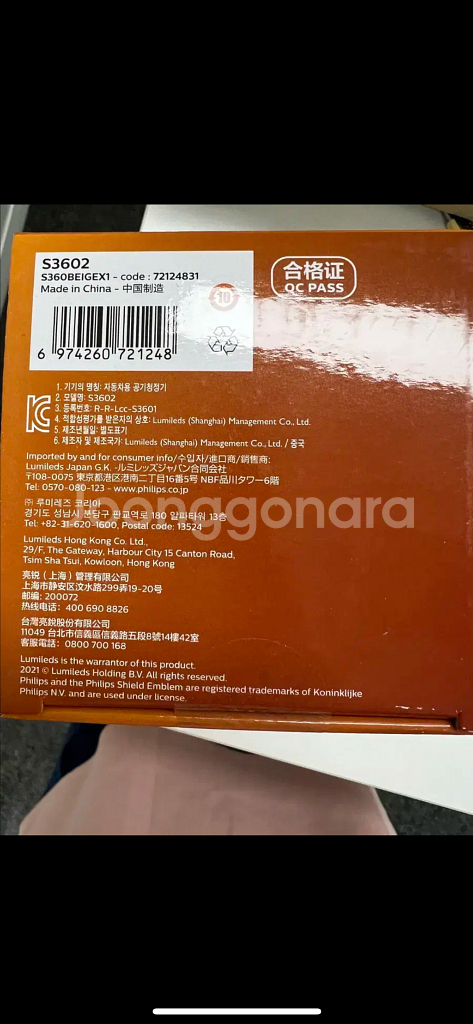 S3602
S360BEIGEX1 - code : 72124831
Made in China - 中国制造
10
6 974260 721248
合格证
QC PASS
1. 기기의 명칭: 자동차용 공기청정기
2. 모델명: S3602
3. 등록번호: R-R-Lcc-S3601
4. 적합성평가를 받은자의 상호: Lumileds (Shanghai) Management Co., Ltd.
5. 제조년월일: 별도표기
6. 제조자 및 제조국가: Lumileds (Shanghai) Management Co., Ltd. / 중국
Imported by and for consumer info/수입자/進口商/銷售商:
Lumileds Japan G.K. -ルミレッズジャパン合同会社
〒108-0075 東京都港区港南二丁目16番5号 NBF品川タワー6階
Tel: 0570-080-123 - www.philips.co.jp
㈜ 루미레즈 코리아
경기도 성남시 분당구 판교역로 180 알파타워 13층
Tel: +82-31-620-1600, Postal code: 13524
Lumileds Hong Kong Co. Ltd.,
29/F, The Gateway, Harbour City 15 Canton Road,
Tsim Sha Tsui, Kowloon, Hong Kong
亮锐（上海）管理有限公司
上海市静安区汶水路299弄19-20号
邮编: 200072
热线电话: 400 690 8826
台灣亮銳股份有限公司
11049 台北市信義區信義路五段8號14樓42室
客服電話: 0800 700 168
Lumileds is the warrantor of this product.
2021 © Lumileds Holding B.V. All rights reserved.
Philips and the Philips Shield Emblem are registered trademarks of Koninklijke
Philips N.V. and are used under license.